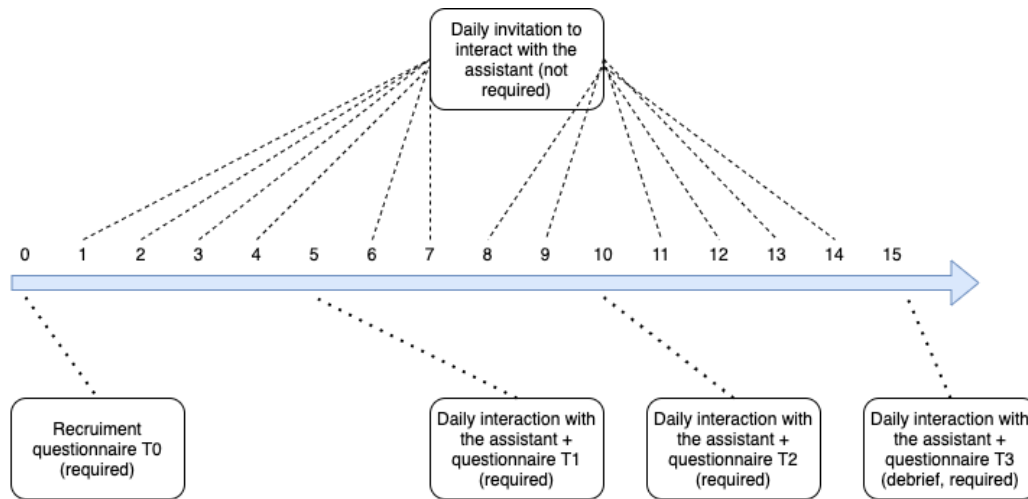 Daily invitation to
interact with the
assistant (not
required)
0 1 2 3 4 5 6 7 8 9 10 11 12 13 14 15
Recruiment
questionnaire T0
(required)
Daily interaction with
the assistant +
questionnaire T1
(required)
Daily interaction with
the assistant +
questionnaire T2
(required)
Daily interaction with
the assistant +
questionnaire T3
(debrief, required)